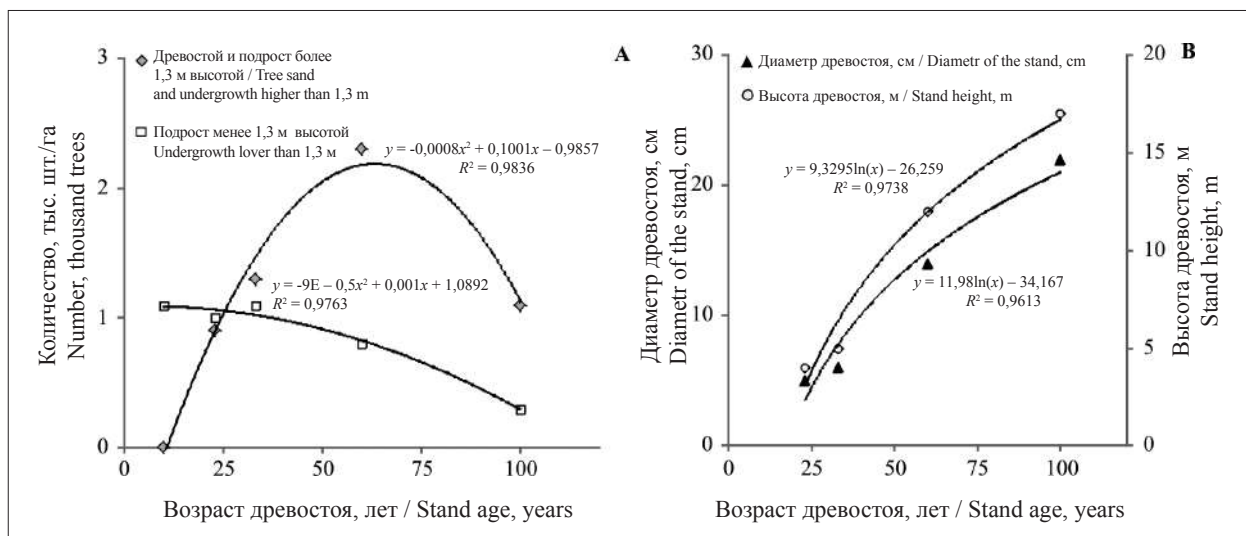 Древостой и подрост более
1,3 м высотой / Tree sand
and undergrowth higher than 1,3 m
Подрост менее 1,3 м высотой
Undergrowth lover than 1,3 м
A
y = -0,0008x² + 0,1001x – 0,9857
R² = 0,9836
y = -9E – 0,5x² + 0,001x + 1,0892
R² = 0,9763
3
2
1
0
Количество, тыс. шт./га
Number, thousand trees
0 25 50 75 100
Возраст древостоя, лет / Stand age, years
B
Диаметр древостоя, см / Diametr of the stand, cm
Высота древостоя, м / Stand height, m
y = 9,3295ln(x) – 26,259
R² = 0,9738
y = 11,98ln(x) – 34,167
R² = 0,9613
30
20
10
0
Диаметр древостоя, см
Diametr of the stand, cm
20
15
10
5
0
Высота древостоя, м
Stand height, m
0 25 50 75 100
Возраст древостоя, лет / Stand age, years